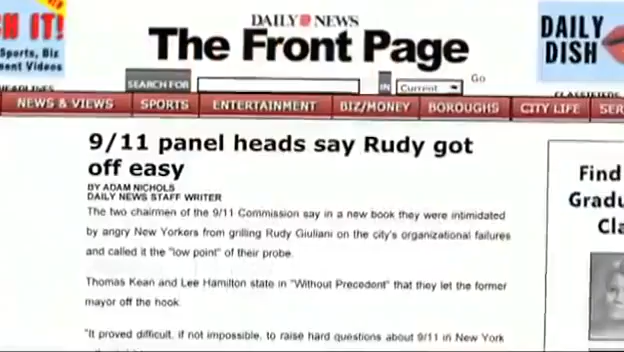 N IT!
Sports, Biz
ent Videos
DAILY NEWS
The Front Page
DAILY
DISH
SEARCH FOR
IN
Current
Go
HEADLINES
CLASSIFIEDS
NEWS & VIEWS
SPORTS
ENTERTAINMENT
BIZ/MONEY
BOROUGHS
CITY LIFE
SER
9/11 panel heads say Rudy got
off easy
BY ADAM NICHOLS
DAILY NEWS STAFF WRITER
The two chairmen of the 9/11 Commission say in a new book they were intimidated
by angry New Yorkers from grilling Rudy Giuliani on the city's organizational failures
and called it the "low point" of their probe.
Thomas Kean and Lee Hamilton state in "Without Precedent" that they let the former
mayor off the hook.
"It proved difficult, if not impossible, to raise hard questions about 9/11 in New York
Find
Gradu
Cla